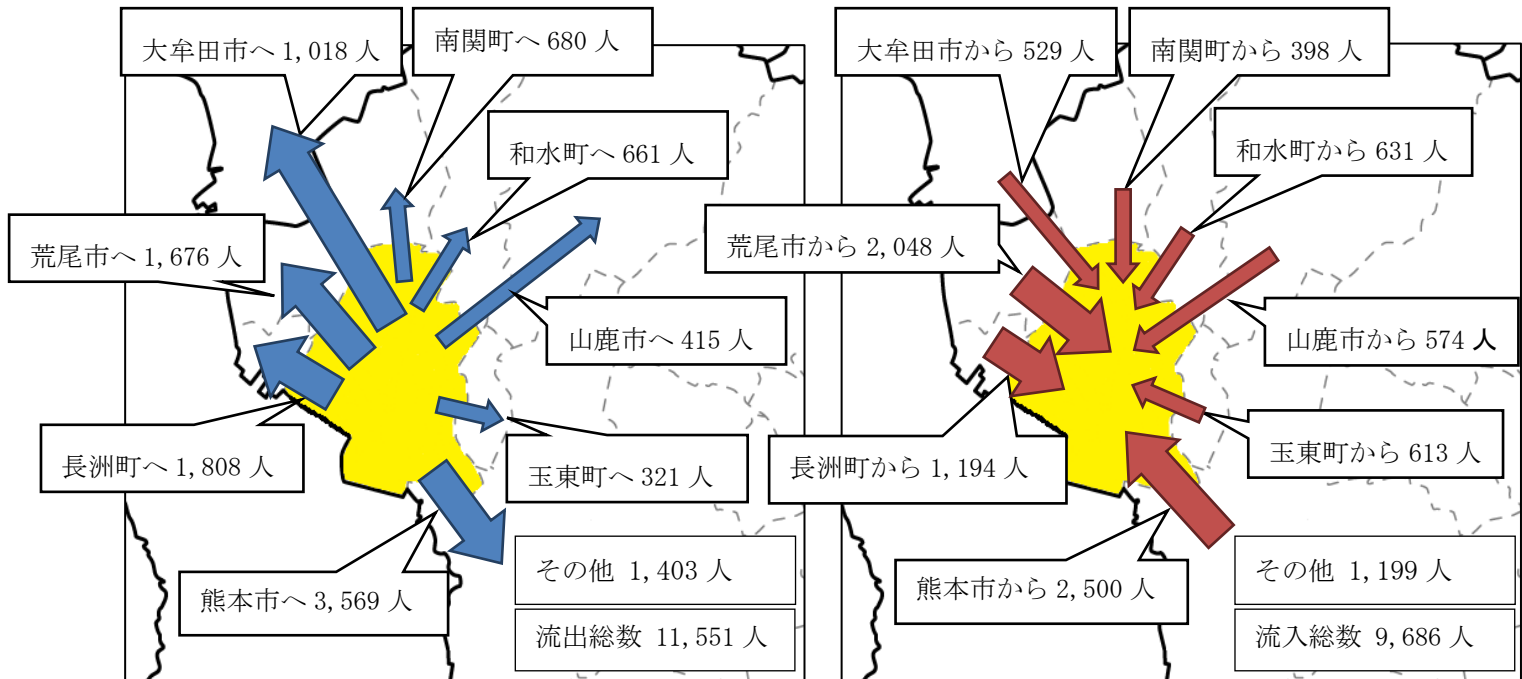 大牟田市へ 1,018 人
南関町へ 680 人
和水町へ 661 人
荒尾市へ 1,676 人
山鹿市へ 415 人
長洲町へ 1,808 人
玉東町へ 321 人
熊本市へ 3,569 人
その他 1,403 人
流出総数 11,551 人
大牟田市から 529 人
南関町から 398 人
和水町から 631 人
荒尾市から 2,048 人
山鹿市から 574 人
長洲町から 1,194 人
玉東町から 613 人
熊本市から 2,500 人
その他 1,199 人
流入総数 9,686 人